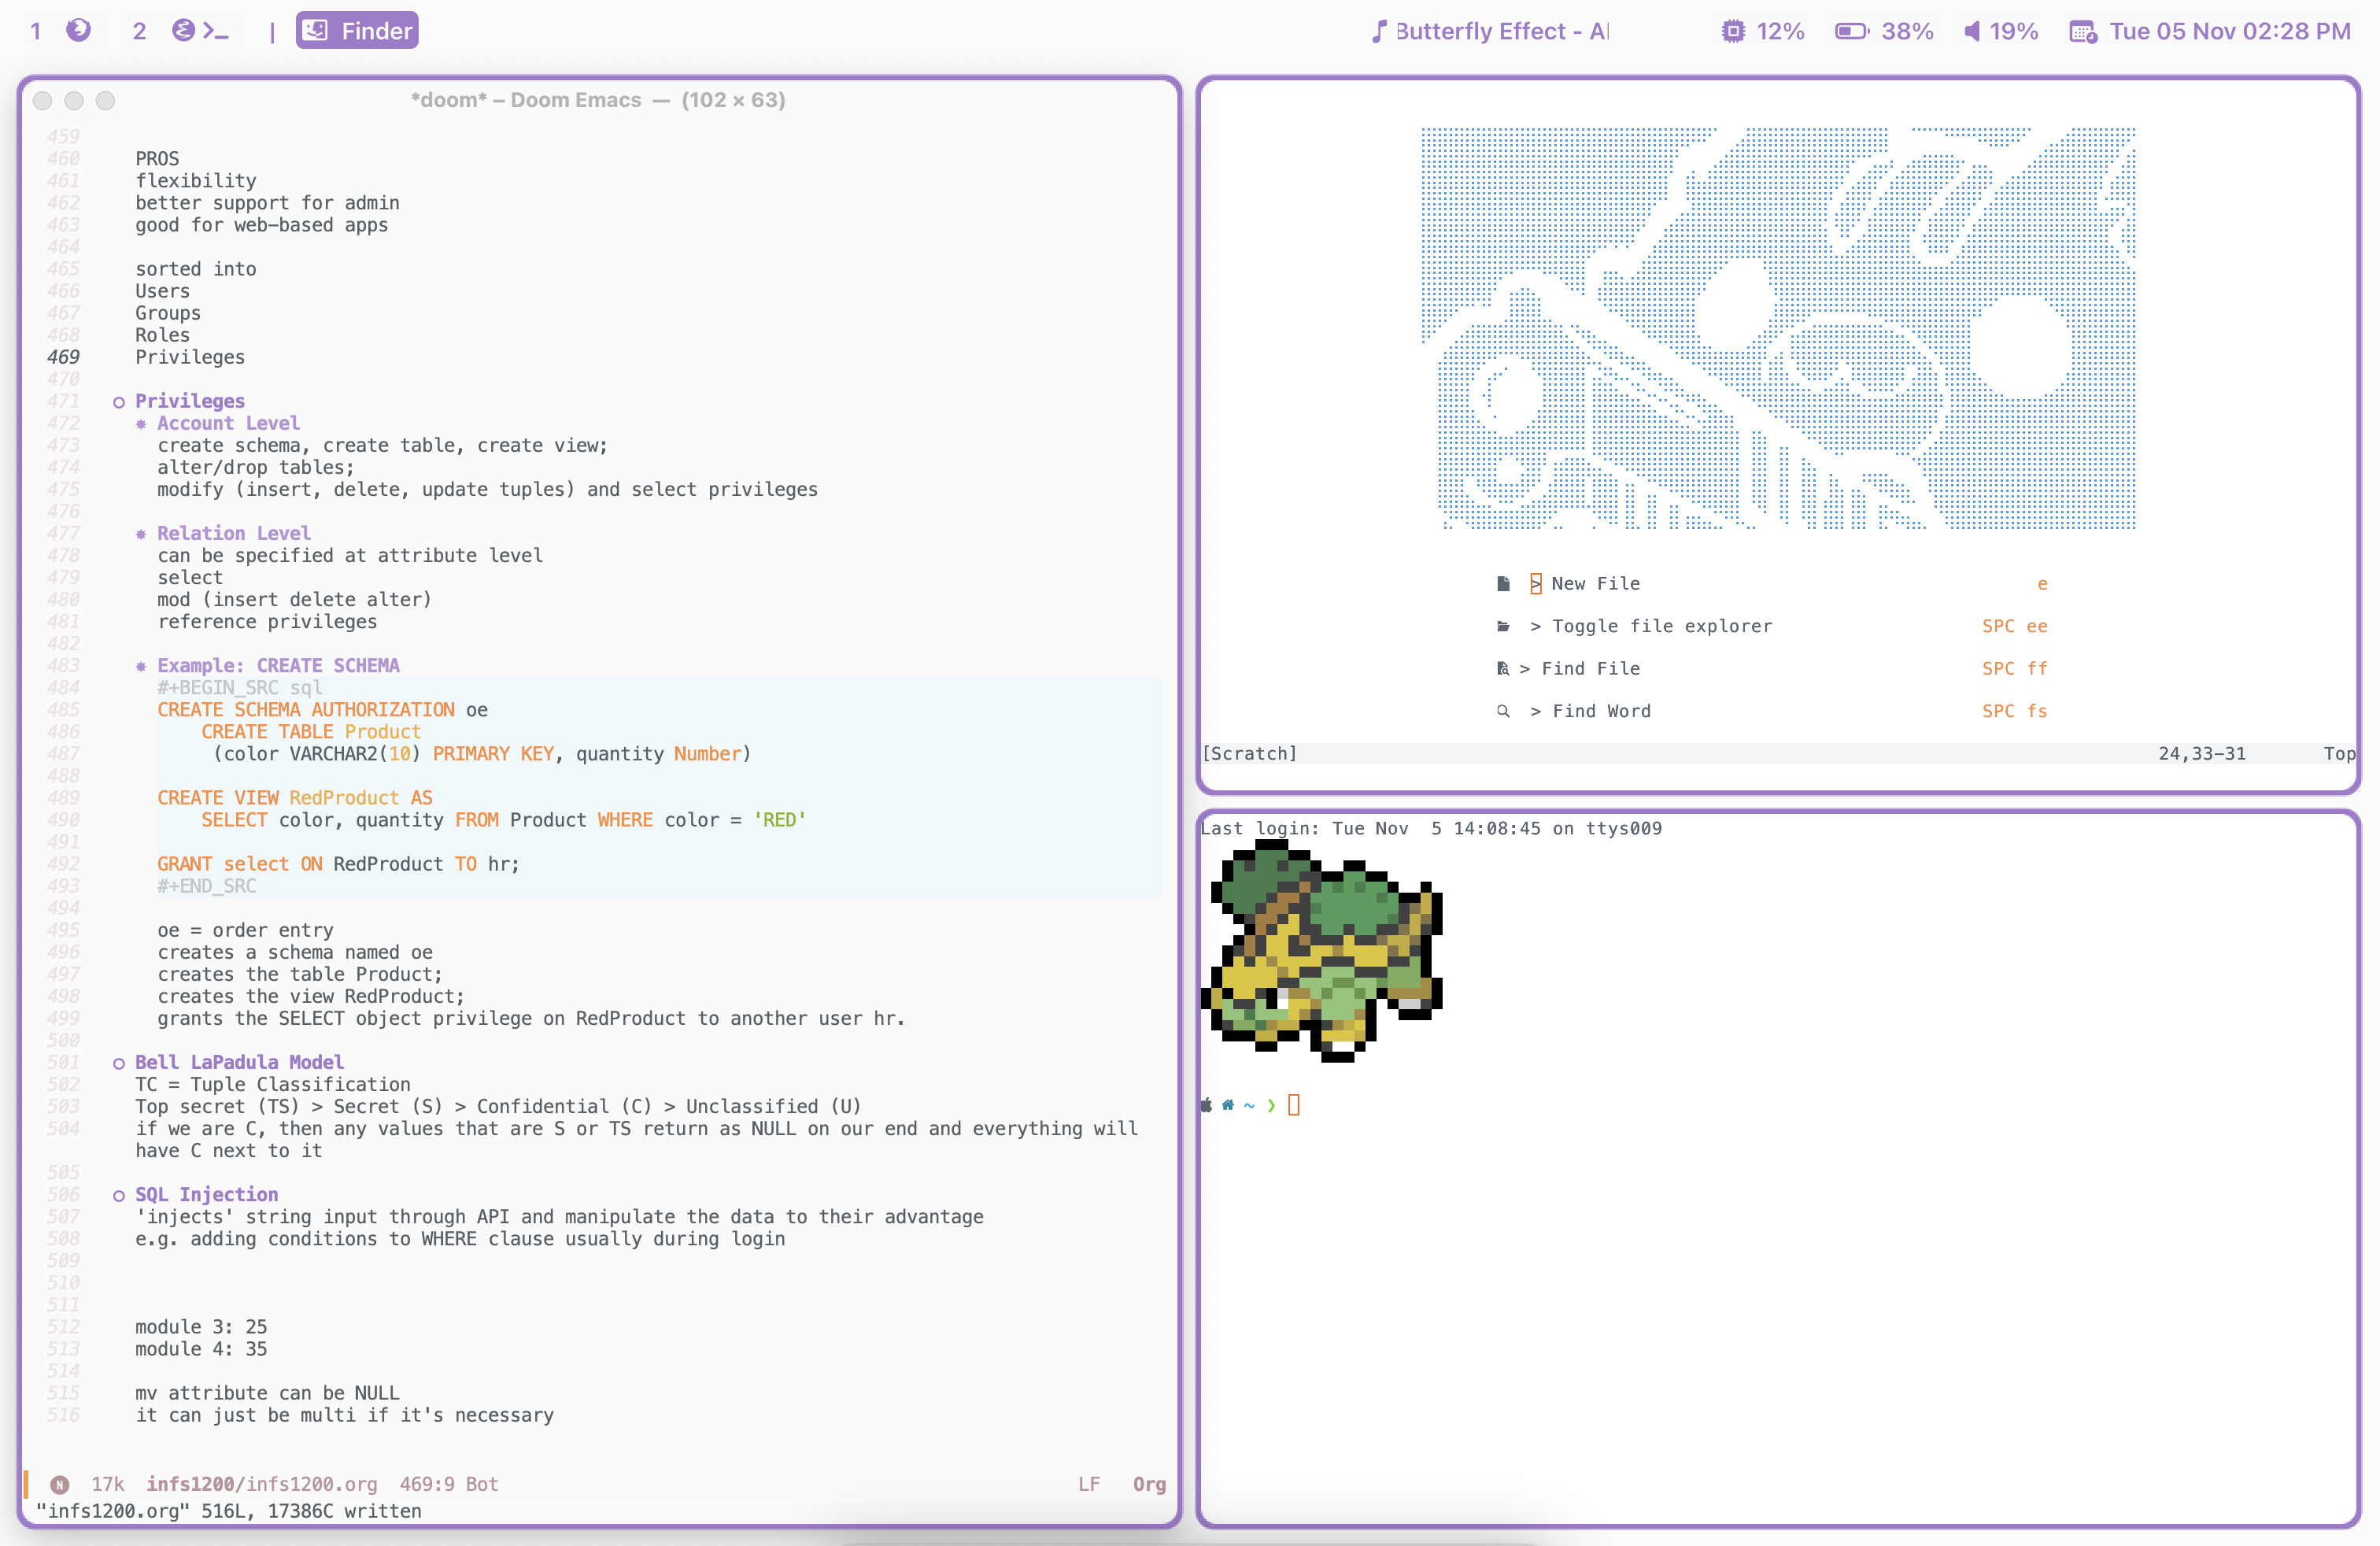 1 2 | Finder
Butterfly Effect - Al
12% 38% 19% Tue 05 Nov 02:28 PM
*doom* – Doom Emacs — (102 × 63)
459
460 PROS
461 flexibility
462 better support for admin
463 good for web-based apps
464
465 sorted into
466 Users
467 Groups
468 Roles
469 Privileges
470
471 Privileges
472 Account Level
473 create schema, create table, create view;
474 alter/drop tables;
475 modify (insert, delete, update tuples) and select privileges
476
477 Relation Level
478 can be specified at attribute level
479 select
480 mod (insert delete alter)
481 reference privileges
482
483 Example: CREATE SCHEMA
484 #+BEGIN_SRC sql
485 CREATE SCHEMA AUTHORIZATION oe
486 CREATE TABLE Product
487 (color VARCHAR2(10) PRIMARY KEY, quantity Number)
488
489 CREATE VIEW RedProduct AS
490 SELECT color, quantity FROM Product WHERE color = 'RED'
491
492 GRANT select ON RedProduct TO hr;
493 #+END_SRC
494
495 oe = order entry
496 creates a schema named oe
497 creates the table Product;
498 creates the view RedProduct;
499 grants the SELECT object privilege on RedProduct to another user hr.
500
501 Bell LaPadula Model
502 TC = Tuple Classification
503 Top secret (TS) > Secret (S) > Confidential (C) > Unclassified (U)
504 if we are C, then any values that are S or TS return as NULL on our end and everything will
have C next to it
505
506 SQL Injection
507 'injects' string input through API and manipulate the data to their advantage
508 e.g. adding conditions to WHERE clause usually during login
509
510
511
512 module 3: 25
513 module 4: 35
514
515 mv attribute can be NULL
516 it can just be multi if it's necessary
N 17k infs1200/infs1200.org 469:9 Bot LF Org
"infs1200.org" 516L, 17386C written
> New File e
> Toggle file explorer SPC ee
> Find File SPC ff
> Find Word SPC fs
[Scratch] 24,33-31 Top
Last login: Tue Nov 5 14:08:45 on ttys009
~ ❯